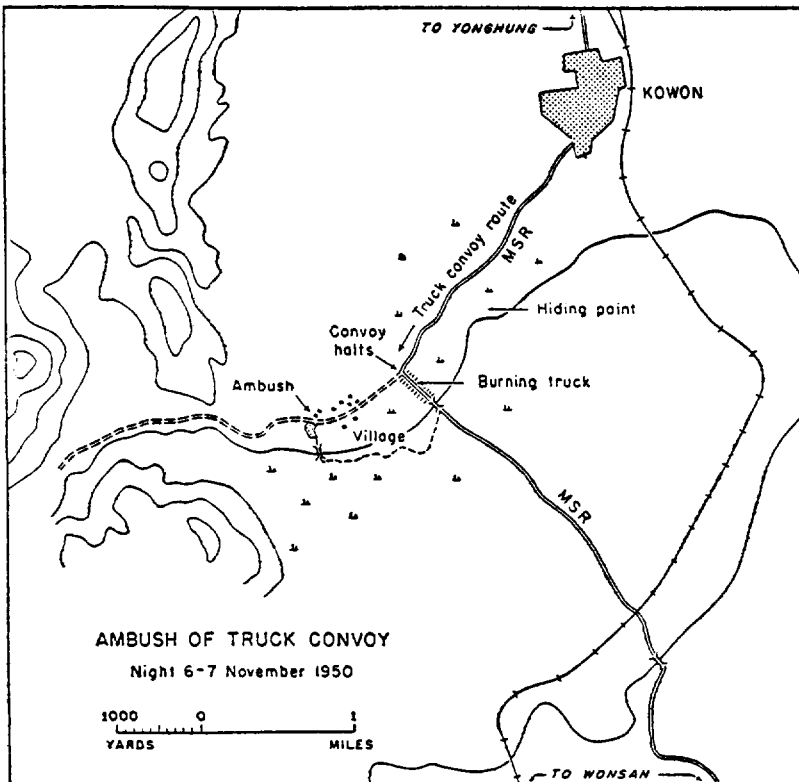 TO YONGHUNG
KOWON
Truck convoy route
MSR
Hiding point
Convoy
halts
Burning truck
Ambush
Village
MSR
AMBUSH OF TRUCK CONVOY
Night 6-7 November 1950
1000 0 1
YARDS MILES
TO WONSAN